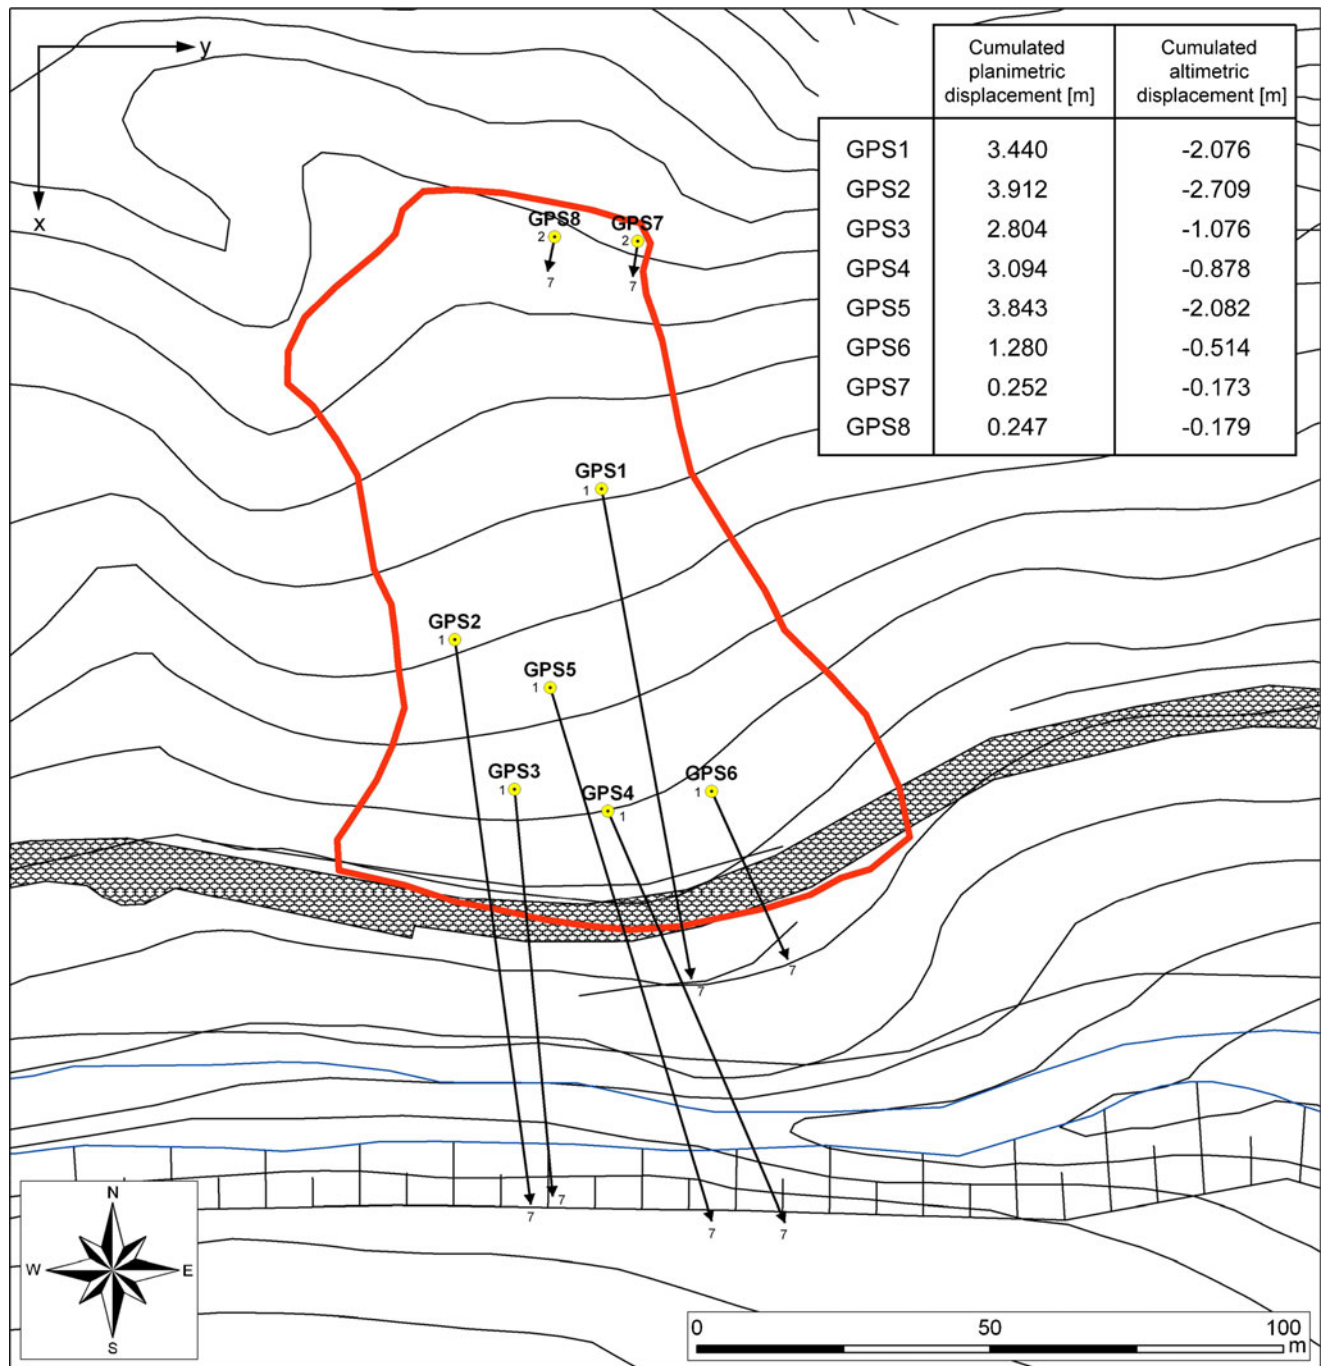 y
x
Cumulated planimetric displacement [m]
Cumulated altimetric displacement [m]
GPS1 3.440 -2.076
GPS2 3.912 -2.709
GPS3 2.804 -1.076
GPS4 3.094 -0.878
GPS5 3.843 -2.082
GPS6 1.280 -0.514
GPS7 0.252 -0.173
GPS8 0.247 -0.179
GPS8
2
7
GPS7
2
7
GPS1
1
GPS2
1
GPS5
1
GPS3
1
GPS4
1
GPS6
1
7
7
7
7
7
7
N
W E
S
0 50 100
m